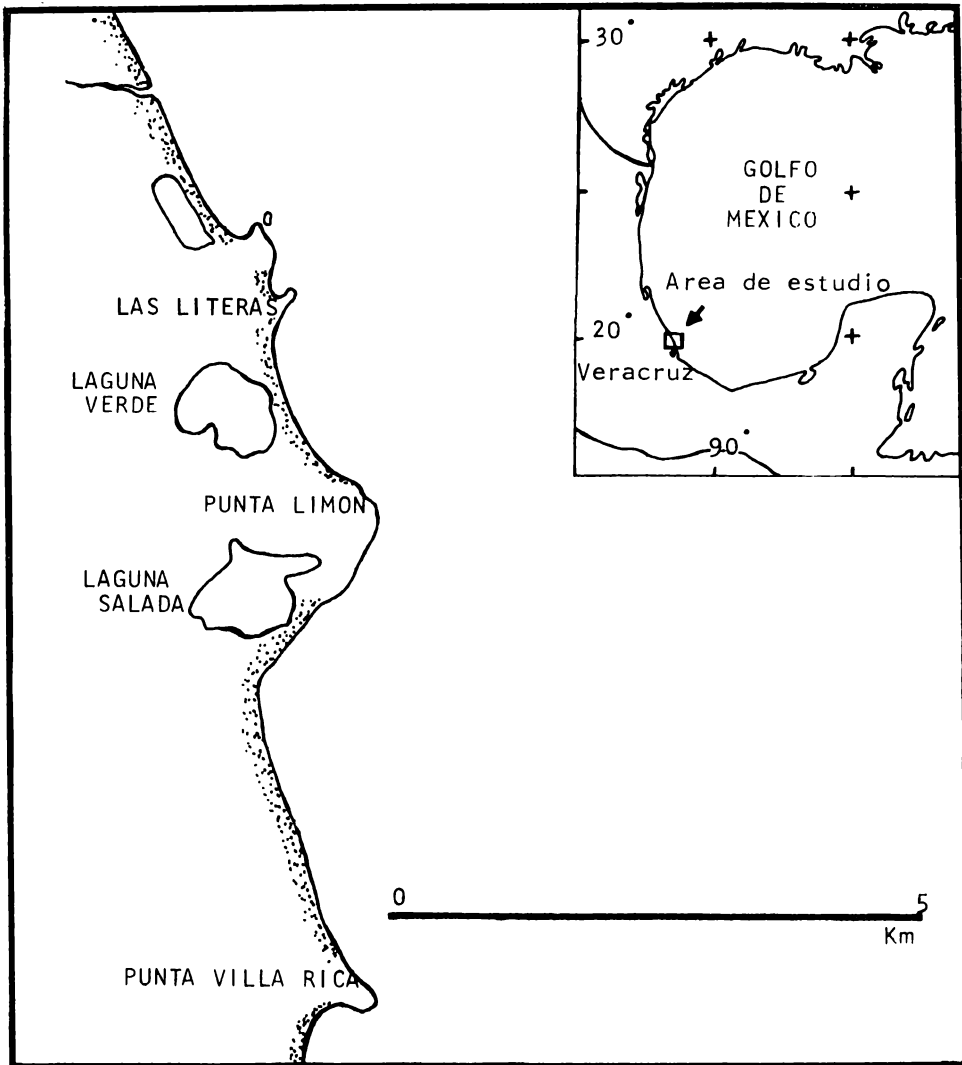 30°
GOLFO
DE
MEXICO
Area de estudio
20°
Veracruz
90°
LAS LITERAS
LAGUNA
VERDE
PUNTA LIMON
LAGUNA
SALADA
0 5
Km
PUNTA VILLA RICA